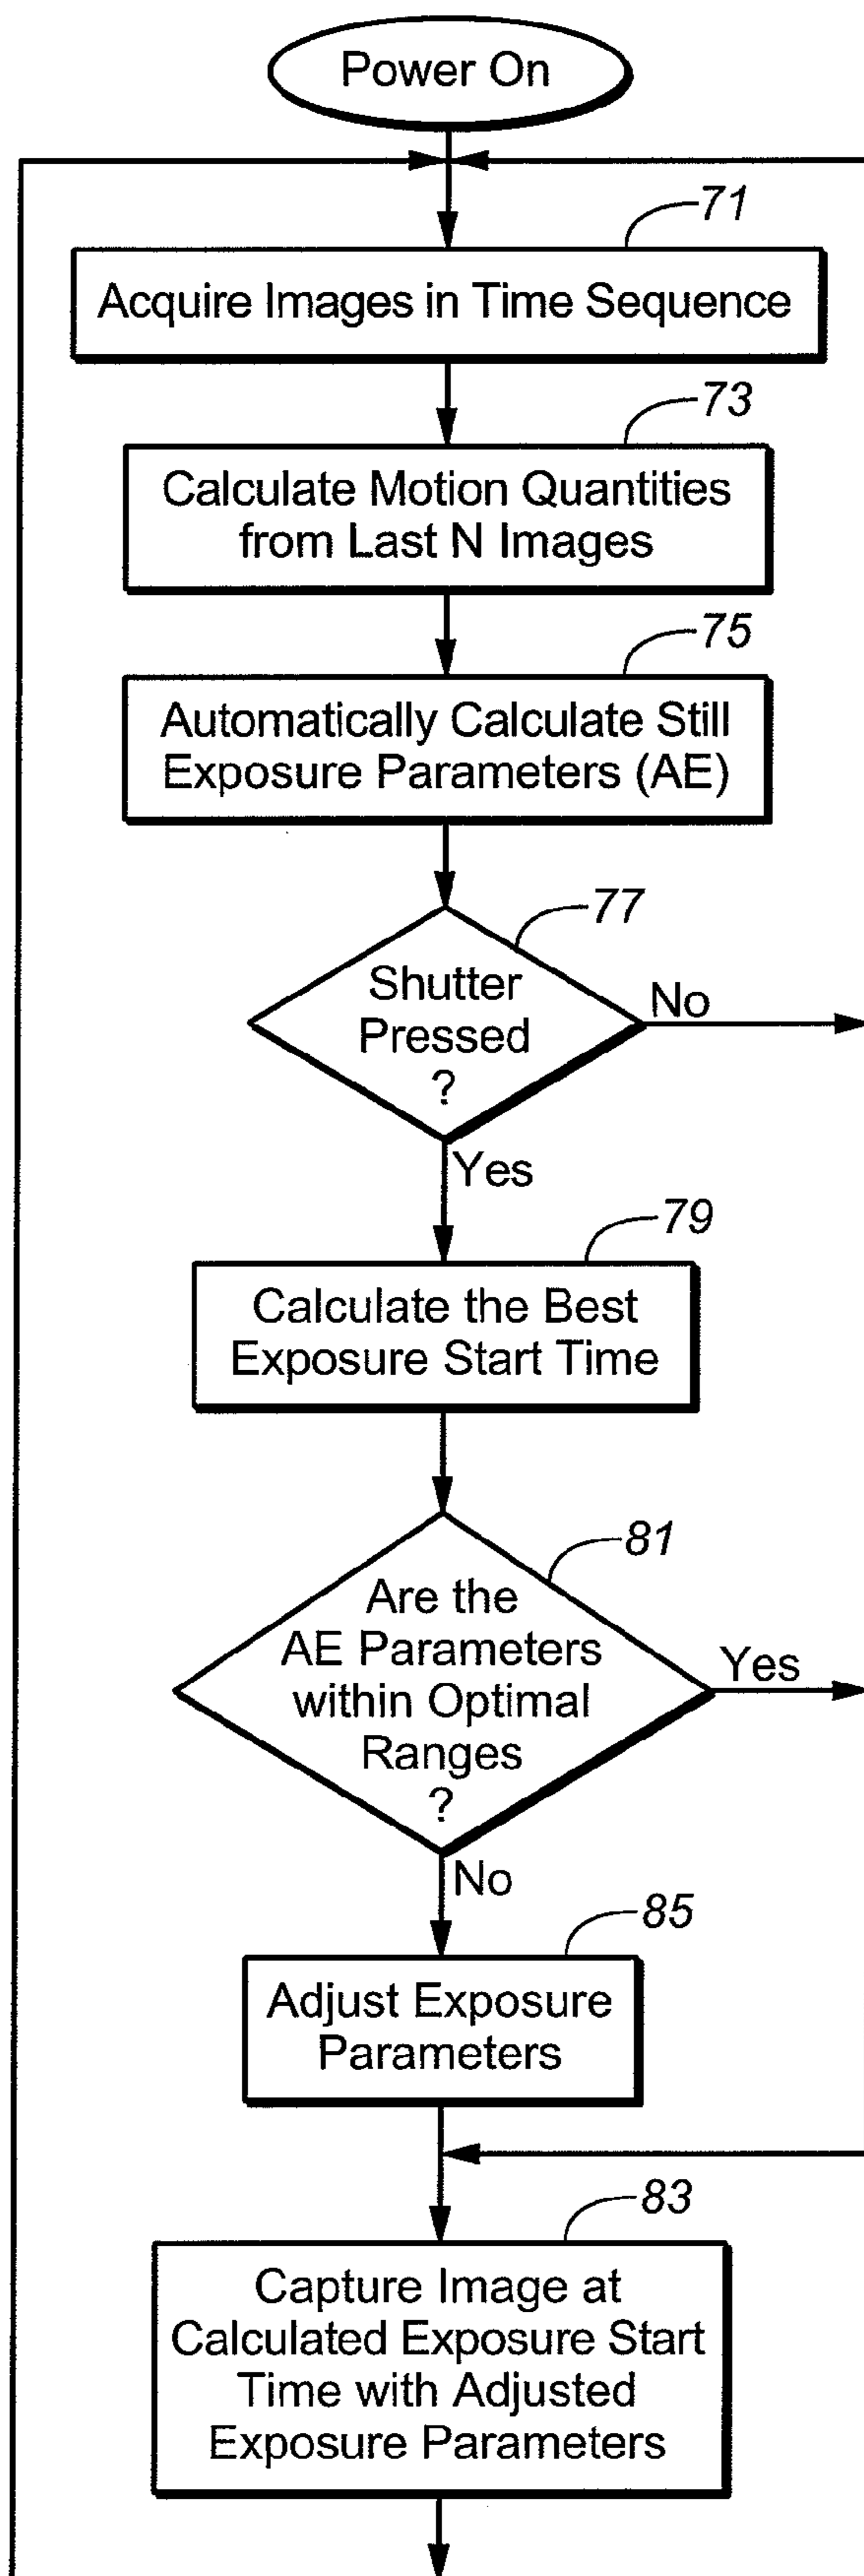 Power On
71
Acquire Images in Time Sequence
73
Calculate Motion Quantities
from Last N Images
75
Automatically Calculate Still
Exposure Parameters (AE)
77
Shutter
Pressed
?
No
Yes
79
Calculate the Best
Exposure Start Time
81
Are the
AE Parameters
within Optimal
Ranges
?
Yes
No
85
Adjust Exposure
Parameters
83
Capture Image at
Calculated Exposure Start
Time with Adjusted
Exposure Parameters